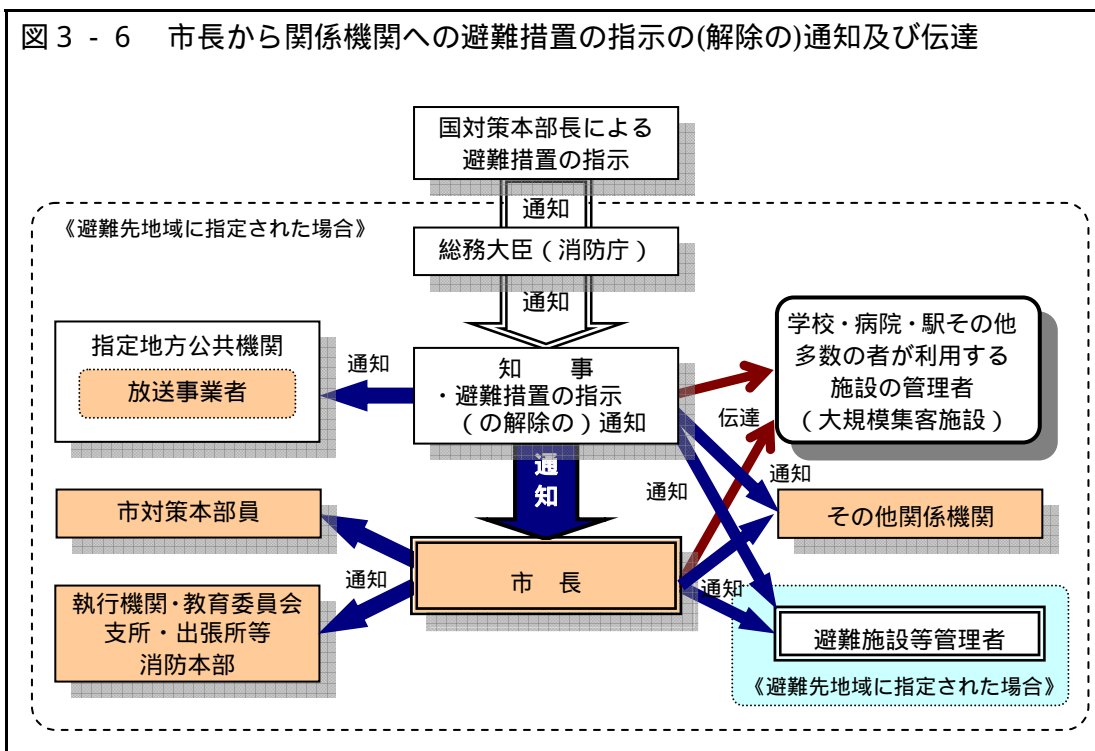 図3-6 市長から関係機関への避難措置の指示の(解除の)通知及び伝達
国対策本部長による
避難措置の指示
通知
《避難先地域に指定された場合》
総務大臣(消防庁)
通知
指定地方公共機関
放送事業者
通知
知 事
・避難措置の指示
(の解除の)通知
学校・病院・駅その他
多数の者が利用する
施設の管理者
(大規模集客施設)
伝達
通知
通知
通知
市対策本部員
その他関係機関
市 長
通知
通知
執行機関・教育委員会
支所・出張所等
消防本部
避難施設等管理者
《避難先地域に指定された場合》